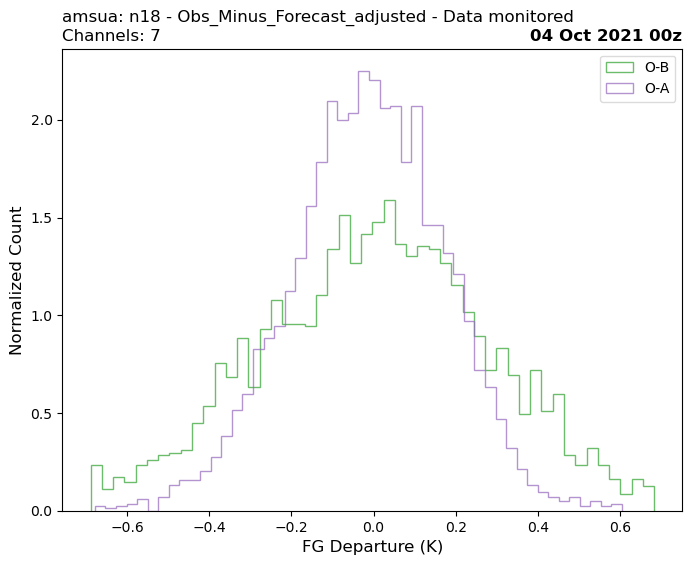 amsua: n18 - Obs_Minus_Forecast_adjusted - Data monitored
Channels: 7
04 Oct 2021 00z
O-B
O-A
Normalized Count
2.0
1.5
1.0
0.5
0.0
−0.6
−0.4
−0.2
0.0
0.2
0.4
0.6
FG Departure (K)